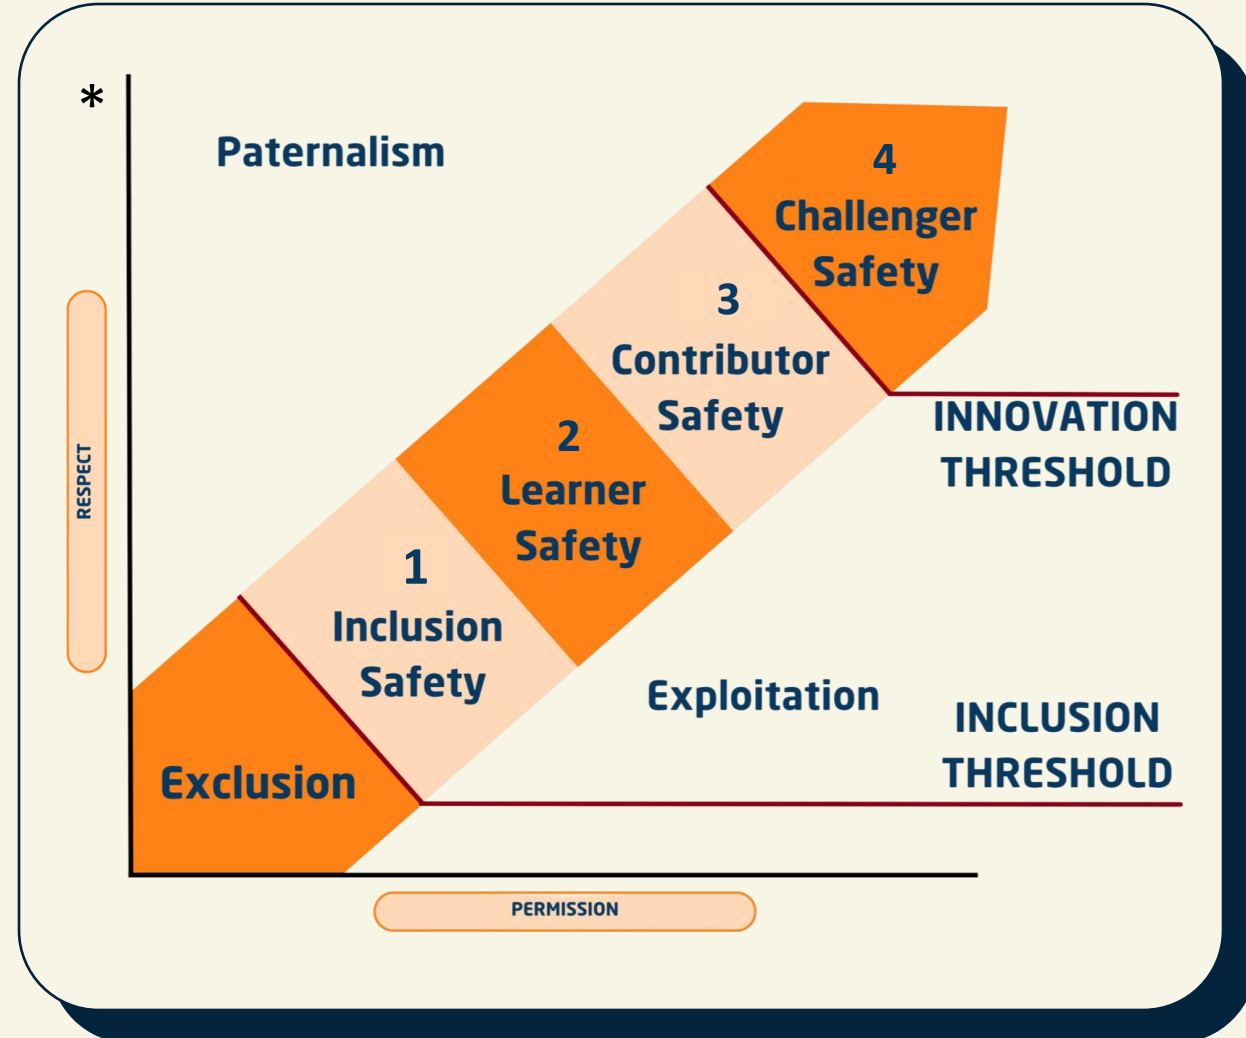 *
Paternalism
4
Challenger
Safety
3
Contributor
Safety
INNOVATION
THRESHOLD
2
Learner
Safety
RESPECT
1
Inclusion
Safety
Exploitation
INCLUSION
THRESHOLD
Exclusion
PERMISSION